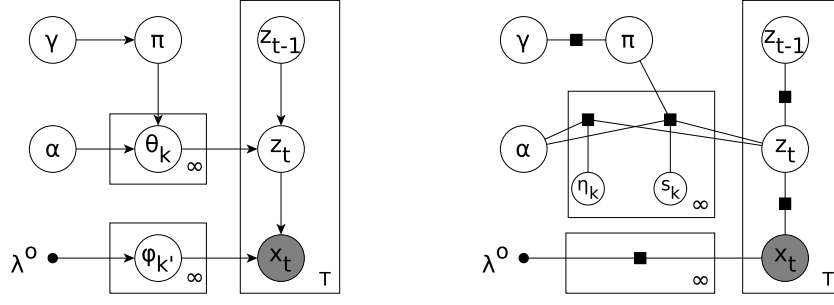 γ π z_{t-1}
α θ_k ∞ z_t
λ^o φ_{k'} ∞ x_t T
γ π z_{t-1}
α z_t
η_k s_k ∞
λ^o ∞ x_t T